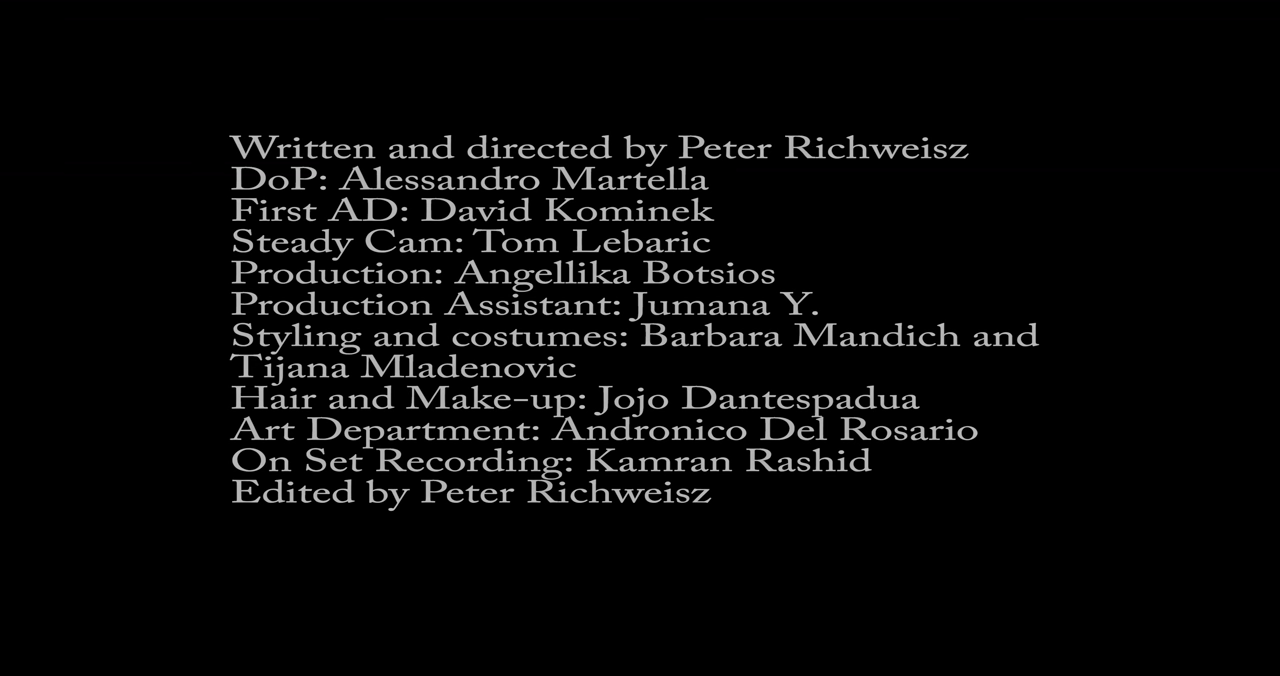 Written and directed by Peter Richweisz
DoP: Alessandro Martella
First AD: David Kominek
Steady Cam: Tom Lebaric
Production: Angellika Botsios
Production Assistant: Jumana Y.
Styling and costumes: Barbara Mandich and
Tijana Mladenovic
Hair and Make-up: Jojo Dantespadua
Art Department: Andronico Del Rosario
On Set Recording: Kamran Rashid
Edited by Peter Richweisz